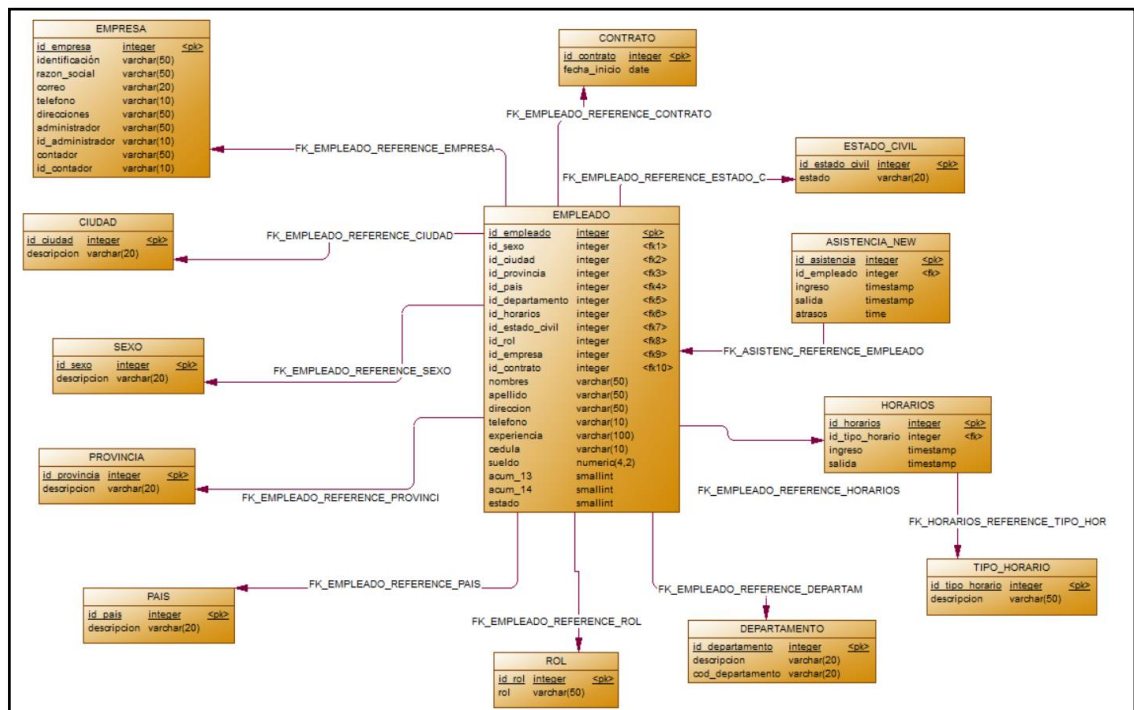 EMPRESA
id_empresa integer <pk>
identificación varchar(50)
razon_social varchar(50)
correo varchar(20)
telefono varchar(10)
direcciones varchar(50)
administrador varchar(50)
id_administrador varchar(10)
contador varchar(50)
id_contador varchar(10)
CONTRATO
id_contrato integer <pk>
fecha_inicio date
FK_EMPLEADO_REFERENCE_CONTRATO
FK_EMPLEADO_REFERENCE_EMPRESA
ESTADO_CIVIL
id_estado_civil integer <pk>
estado varchar(20)
FK_EMPLEADO_REFERENCE_ESTADO_C
CIUDAD
id_ciudad integer <pk>
descripcion varchar(20)
FK_EMPLEADO_REFERENCE_CIUDAD
EMPLEADO
id_empleado integer <pk>
id_sexo integer <fk1>
id_ciudad integer <fk2>
id_provincia integer <fk3>
id_pais integer <fk4>
id_departamento integer <fk5>
id_horarios integer <fk6>
id_estado_civil integer <fk7>
id_rol integer <fk8>
id_empresa integer <fk9>
id_contrato integer <fk10>
nombres varchar(50)
apellido varchar(50)
direccion varchar(50)
telefono varchar(10)
experiencia varchar(100)
cedula varchar(10)
sueldo numeric(4,2)
acum_13 smallint
acum_14 smallint
estado smallint
ASISTENCIA_NEW
id_asistencia integer <pk>
id_empleado integer <fk>
ingreso timestamp
salida timestamp
atrasos time
FK_ASISTENC_REFERENCE_EMPLEADO
SEXO
id_sexo integer <pk>
descripcion varchar(20)
FK_EMPLEADO_REFERENCE_SEXO
HORARIOS
id_horarios integer <pk>
id_tipo_horario integer <fk>
ingreso timestamp
salida timestamp
FK_EMPLEADO_REFERENCE_HORARIOS
PROVINCIA
id_provincia integer <pk>
descripcion varchar(20)
FK_EMPLEADO_REFERENCE_PROVINCI
FK_HORARIOS_REFERENCE_TIPO_HOR
TIPO_HORARIO
id_tipo_horario integer <pk>
descripcion varchar(50)
PAIS
id_pais integer <pk>
descripcion varchar(20)
FK_EMPLEADO_REFERENCE_PAIS
FK_EMPLEADO_REFERENCE_DEPARTAM
FK_EMPLEADO_REFERENCE_ROL
ROL
id_rol integer <pk>
rol varchar(50)
DEPARTAMENTO
id_departamento integer <pk>
descripcion varchar(20)
cod_departamento varchar(20)